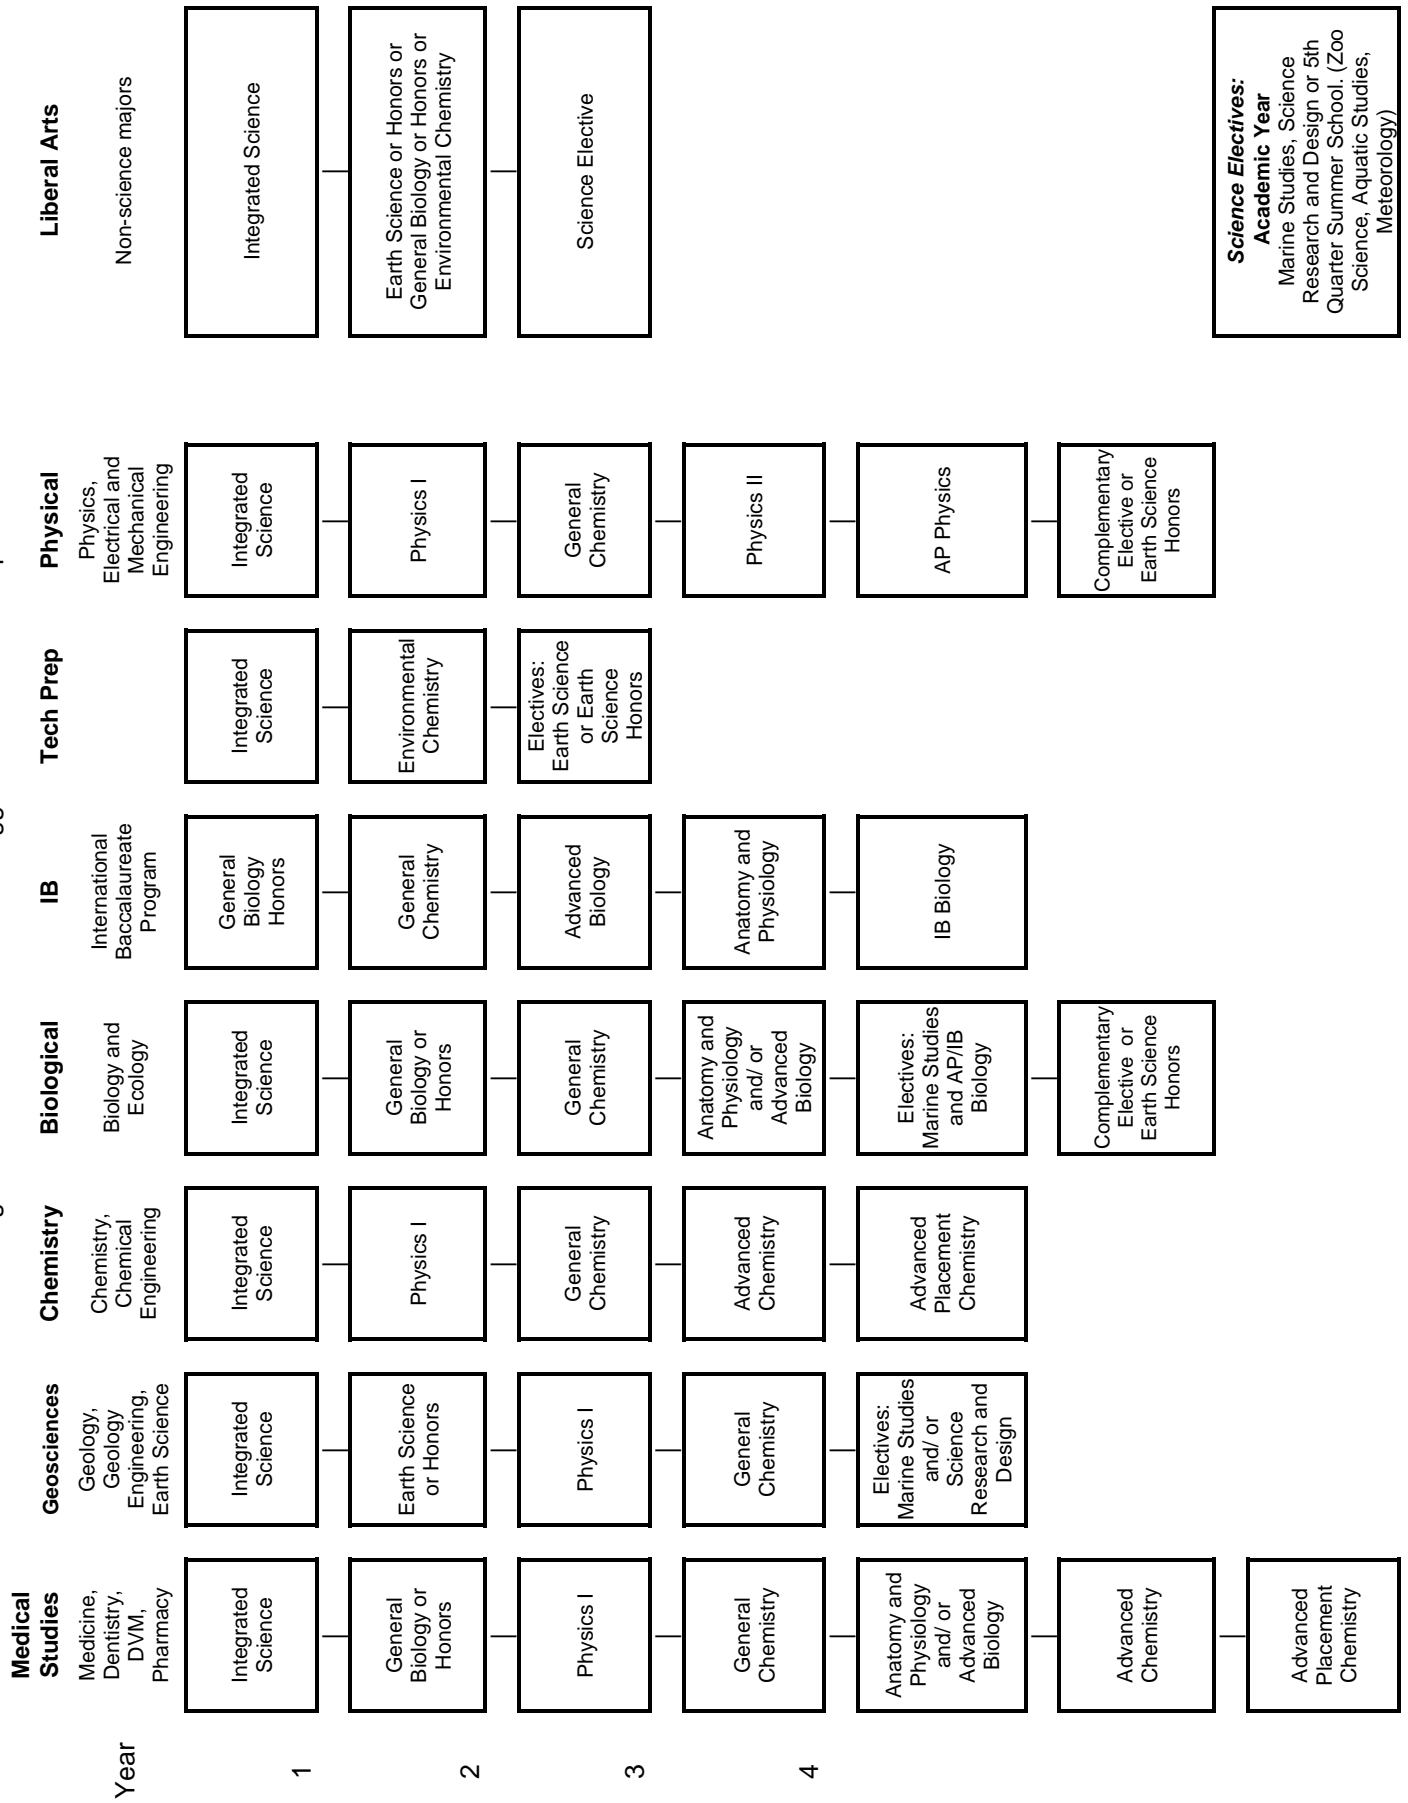 Year
1
2
3
4
Medical
Studies
Medicine,
Dentistry,
DVM,
Pharmacy
Integrated
Science
General
Biology or
Honors
Physics I
General
Chemistry
Anatomy and
Physiology
and/ or
Advanced
Biology
Advanced
Chemistry
Advanced
Placement
Chemistry
Geosciences
Geology,
Geology
Engineering,
Earth Science
Integrated
Science
Earth Science
or Honors
Physics I
General
Chemistry
Electives:
Marine Studies
and/ or
Science
Research and
Design
Chemistry
Chemistry,
Chemical
Engineering
Integrated
Science
Physics I
General
Chemistry
Advanced
Chemistry
Advanced
Placement
Chemistry
Biological
Biology and
Ecology
Integrated
Science
General
Biology or
Honors
General
Chemistry
Anatomy and
Physiology
and/ or
Advanced
Biology
Electives:
Marine Studies
and AP/IB
Biology
Complementary
Elective or
Earth Science
Honors
IB
International
Baccalaureate
Program
General
Biology
Honors
General
Chemistry
Advanced
Biology
Anatomy and
Physiology
IB Biology
Tech Prep
Integrated
Science
Environmental
Chemistry
Electives:
Earth Science
or Earth
Science
Honors
Physical
Physics,
Electrical and
Mechanical
Engineering
Integrated
Science
Physics I
General
Chemistry
Physics II
AP Physics
Complementary
Elective or
Earth Science
Honors
Liberal Arts
Non-science majors
Integrated Science
Earth Science or Honors or
General Biology or Honors or
Environmental Chemistry
Science Elective
Science Electives:
Academic Year
Marine Studies, Science
Research and Design or 5th
Quarter Summer School. (Zoo
Science, Aquatic Studies,
Meteorology)